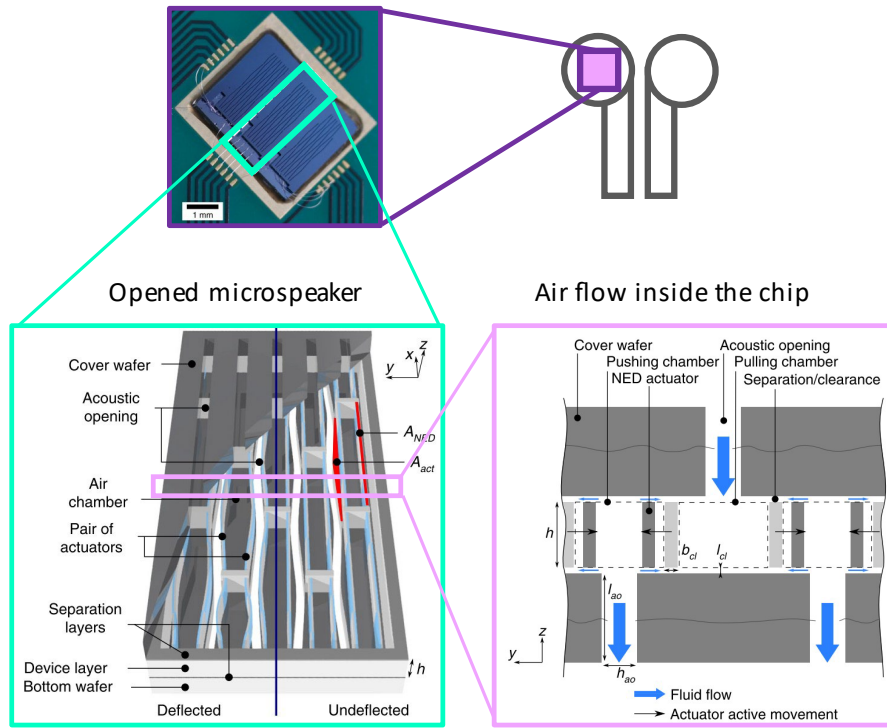 1 mm
Opened microspeaker
Air flow inside the chip
Cover wafer
Acoustic
opening
Air
chamber
Pair of
actuators
Separation
layers
Device layer
Bottom wafer
x
z
y
A_NED
A_act
h
Deflected
Undeflected
Cover wafer
Acoustic opening
Pushing chamber
Pulling chamber
NED actuator
Separation/clearance
h
b_cl
l_cl
l_ao
h_ao
z
y
Fluid flow
Actuator active movement